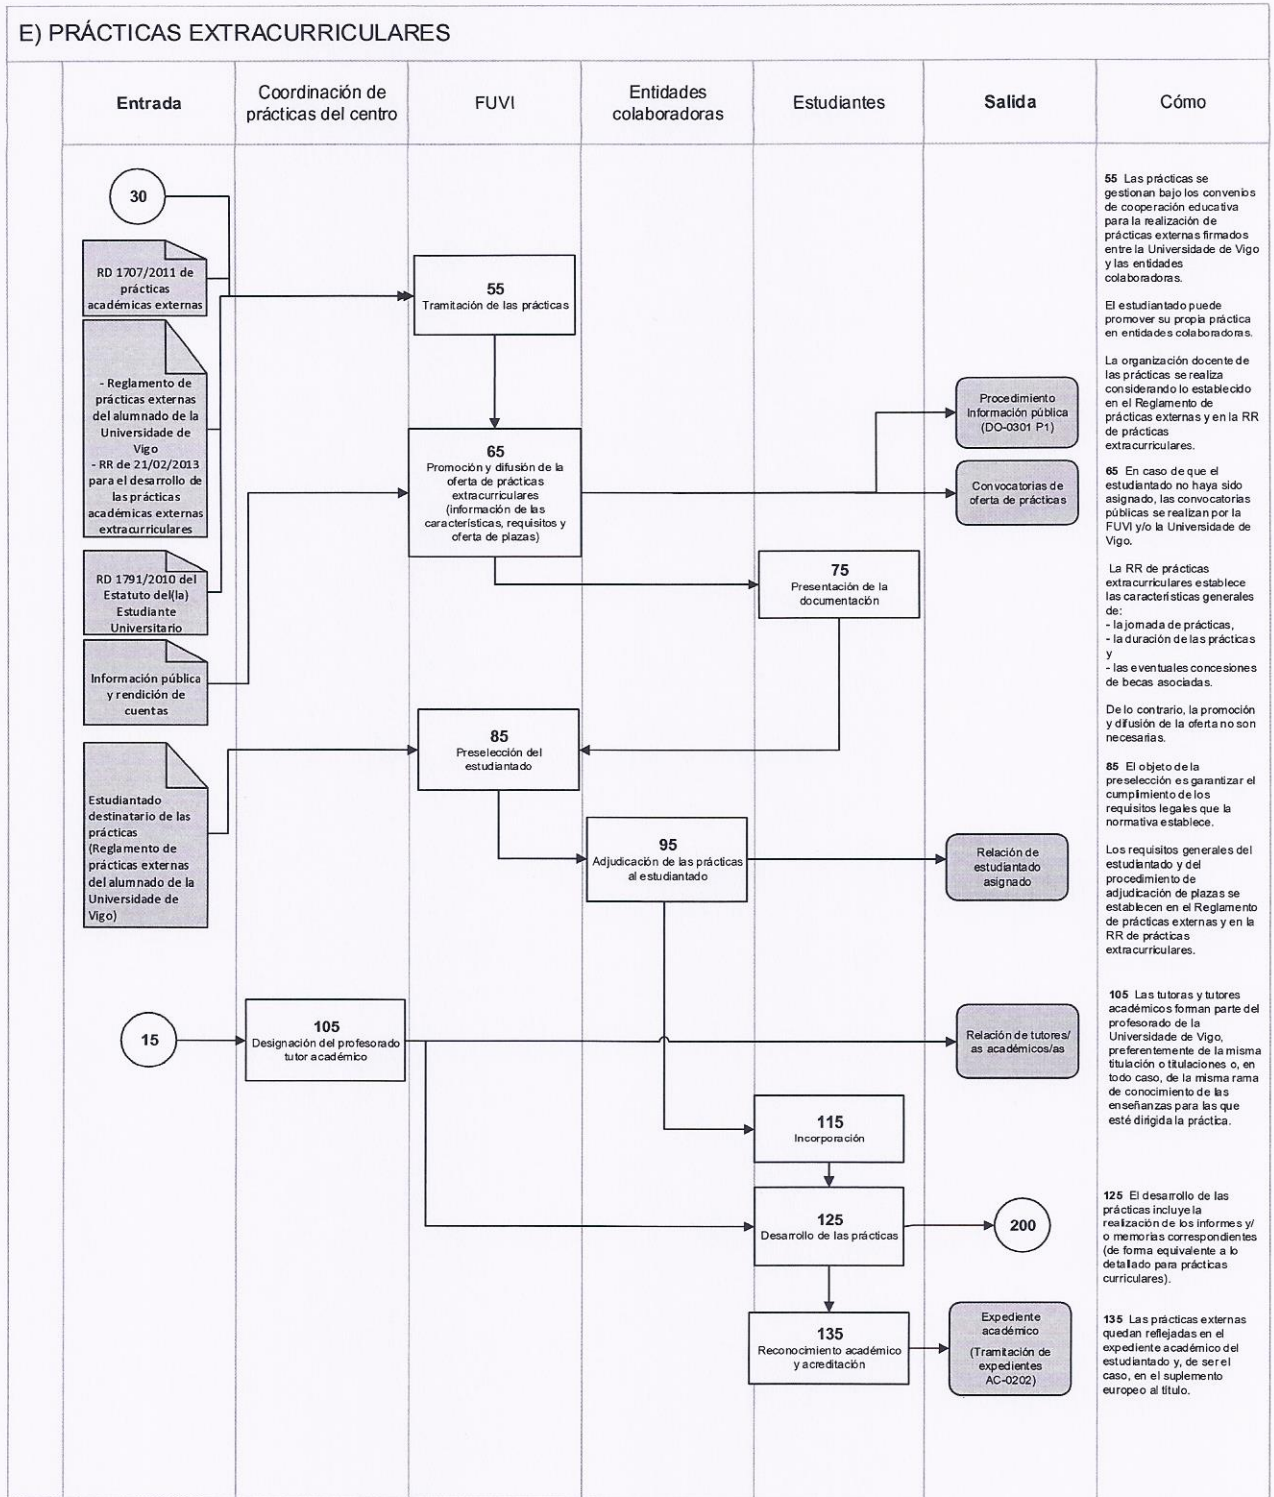 E) PRÁCTICAS EXTRACURRICULARES
Entrada
Coordinación de
prácticas del centro
FUVI
Entidades
colaboradoras
Estudiantes
Salida
Cómo
30
RD 1707/2011 de
prácticas
académicas externas
- Reglamento de
prácticas externas
del alumnado de la
Universidade de
Vigo
- RR de 21/02/2013
para el desarrollo de
las prácticas
académicas externas
extracurriculares
RD 1791/2010 del
Estatuto del(la)
Estudiante
Universitario
Información pública
y rendición de
cuentas
Estudiantado
destinatario de las
prácticas
(Reglamento de
prácticas externas
del alumnado de la
Universidade de
Vigo)
15
105
Designación del profesorado
tutor académico
55
Tramitación de las prácticas
65
Promoción y difusión de la
oferta de prácticas
extracurriculares
(información de las
características, requisitos y
oferta de plazas)
85
Preselección del
estudiantado
95
Adjudicación de las prácticas
al estudiantado
75
Presentación de la
documentación
115
Incorporación
125
Desarrollo de las prácticas
135
Reconocimiento académico
y acreditación
Procedimiento
Información pública
(DO-0301 P1)
Convocatorias de
oferta de prácticas
Relación de
estudiantado
asignado
Relación de tutores/
as académicos/as
200
Expediente
académico
(Tramitación de
expedientes
AC-0202)
55 Las prácticas se
gestionan bajo los convenios
de cooperación educativa
para la realización de
prácticas externas firmados
entre la Universidade de Vigo
y las entidades
colaboradoras.
El estudiantado puede
promover su propia práctica
en entidades colaboradoras.
La organización docente de
las prácticas se realiza
considerando lo establecido
en el Reglamento de
prácticas externas y en la RR
de prácticas
extracurriculares.
65 En caso de que el
estudiantado no haya sido
asignado, las convocatorias
públicas se realizan por la
FUVI y/o la Universidade de
Vigo.
La RR de prácticas
extracurriculares establece
las características generales
de:
- la jornada de prácticas,
- la duración de las prácticas
y
- las eventuales concesiones
de becas asociadas.
De lo contrario, la promoción
y difusión de la oferta no son
necesarias.
85 El objeto de la
preselección es garantizar el
cumplimiento de los
requisitos legales que la
normativa establece.
Los requisitos generales del
estudiantado y del
procedimiento de
adjudicación de plazas se
establecen en el Reglamento
de prácticas externas y en la
RR de prácticas
extracurriculares.
105 Las tutoras y tutores
académicos forman parte del
profesorado de la
Universidade de Vigo,
preferentemente de la misma
titulación o titulaciones o, en
todo caso, de la misma rama
de conocimiento de las
enseñanzas para las que
esté dirigida la práctica.
125 El desarrollo de las
prácticas incluye la
realización de los informes y/
o memorias correspondientes
(de forma equivalente a lo
detallado para prácticas
curriculares).
135 Las prácticas externas
quedan reflejadas en el
expediente académico del
estudiantado y, de ser el
caso, en el suplemento
europeo al título.